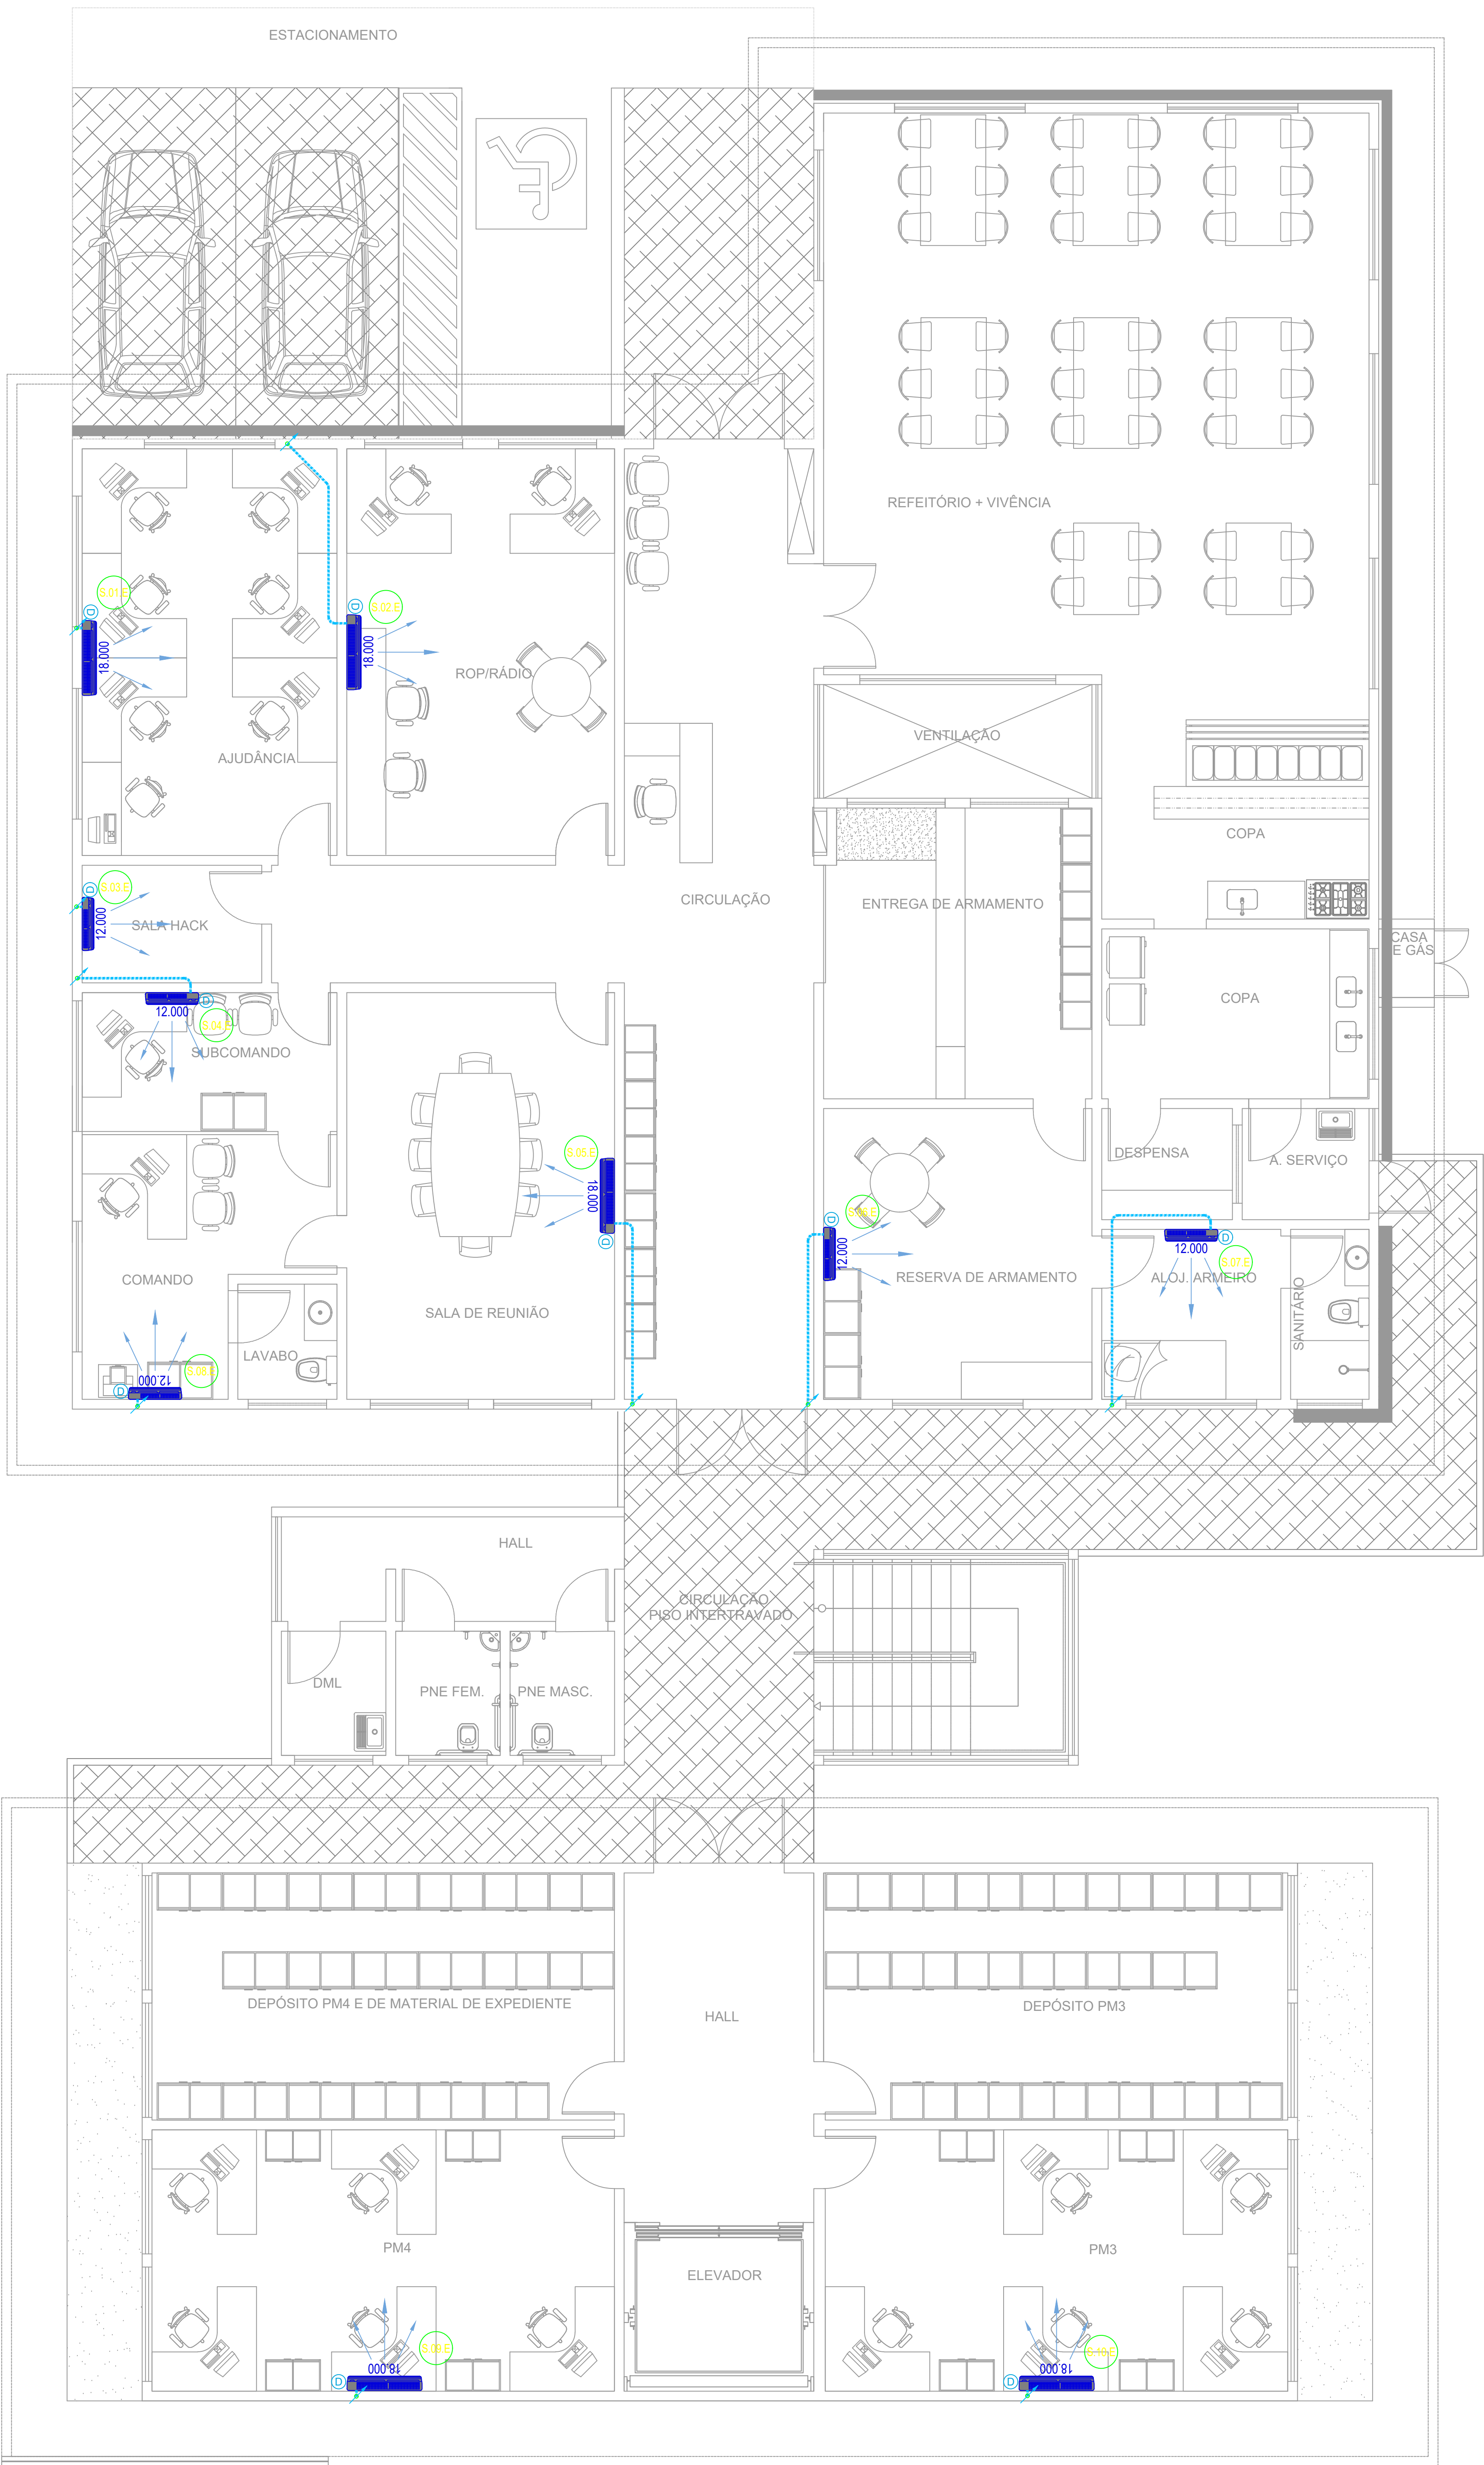 ESTACIONAMENTO
REFEITÓRIO + VIVÊNCIA
S.01.E
D
18.000
AJUDÂNCIA
D
S.02.E
18.000
ROP/RÁDIO
VENTILAÇÃO
COPA
D
S.03.E
12.000
SALA HACK
CIRCULAÇÃO
ENTREGA DE ARMAMENTO
CASA
E GÁS
COPA
D
12.000
S.04.
SUBCOMANDO
S.05.E
18.000
D
SALA DE REUNIÃO
DESPENSA
A. SERVIÇO
D
12.000
RESERVA DE ARMAMENTO
D
12.000
S.07.E
ALOJ. ARMEIRO
SANITÁRIO
COMANDO
LAVABO
12.000
D
HALL
CIRCULAÇÃO
PISO INTERTRAVADO
DML
PNE FEM.
PNE MASC.
DEPÓSITO PM4 E DE MATERIAL DE EXPEDIENTE
HALL
DEPÓSITO PM3
PM4
ELEVADOR
PM3
S.09.E
18.000
D
18.000
D